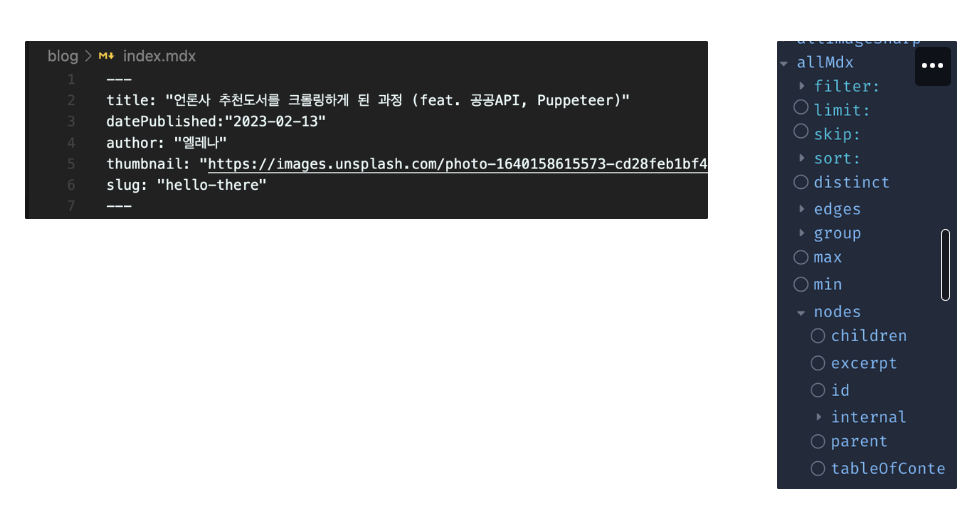 blog > M↓ index.mdx
1 ---
2 title: "언론사 추천도서를 크롤링하게 된 과정 (feat. 공공API, Puppeteer)"
3 datePublished:"2023-02-13"
4 author: "엘레나"
5 thumbnail: "https://images.unsplash.com/photo-1640158615573-cd28feb1bf4
6 slug: "hello-there"
7 ---
allImageSharp
allMdx
filter:
limit:
skip:
sort:
distinct
edges
group
max
min
nodes
children
excerpt
id
internal
parent
tableOfConte